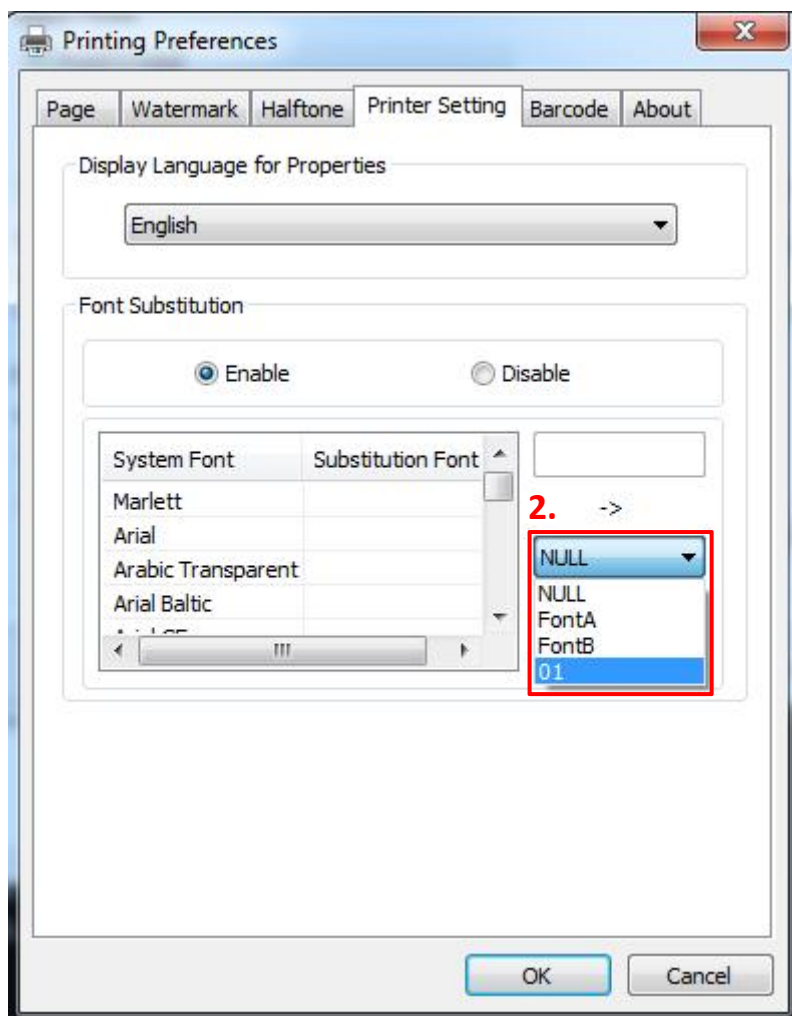 Printing Preferences
Page Watermark Halftone Printer Setting Barcode About
Display Language for Properties
English
Font Substitution
Enable Disable
System Font Substitution Font
Marlett
2. ->
Arial
NULL
Arabic Transparent
NULL
Arial Baltic
FontA
FontB
01
OK Cancel